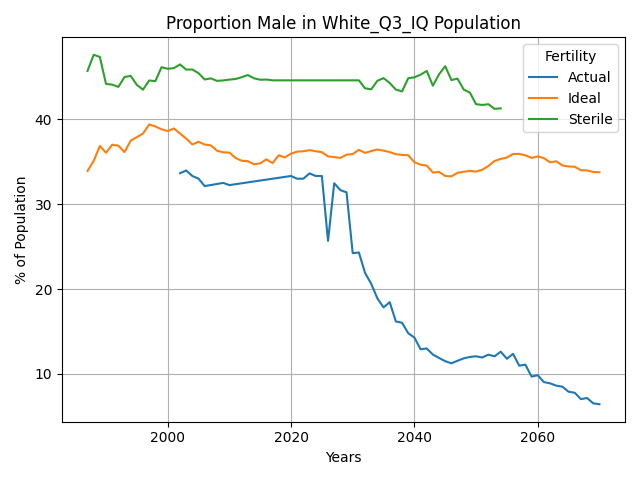 Proportion Male in White_Q3_IQ Population
Fertility
Actual
Ideal
Sterile
% of Population
40
30
20
10
2000
2020
2040
2060
Years